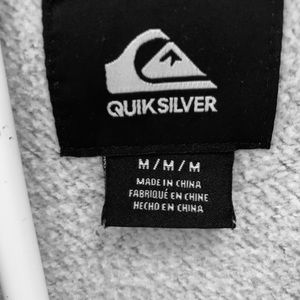 QUIKSILVER
M/M/M
MADE IN CHINA
FABRIQUÉ EN CHINE
HECHO EN CHINA